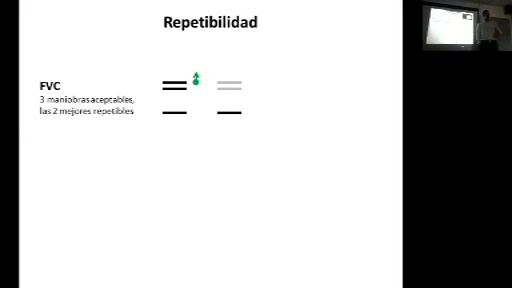 Repetibilidad
FVC
3 maniobras aceptables,
las 2 mejores repetibles